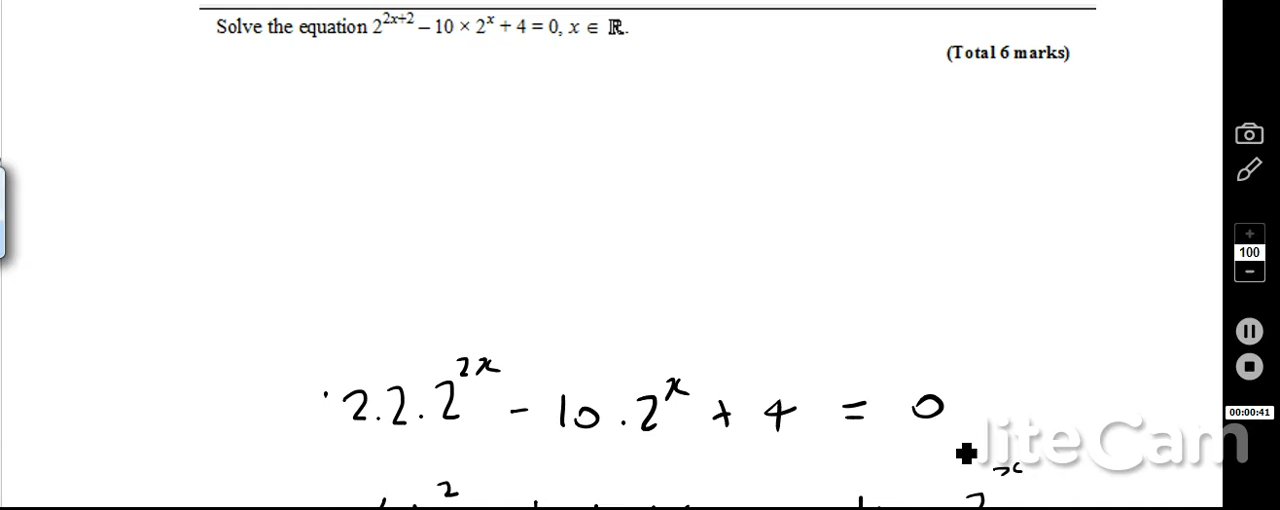 Solve the equation 2^{2x+2} – 10 × 2^x + 4 = 0, x ∈ ℝ.
(Total 6 marks)
100
2.2.2^{2x} - 10.2^x + 4 = 0
00:00:41
liteCam